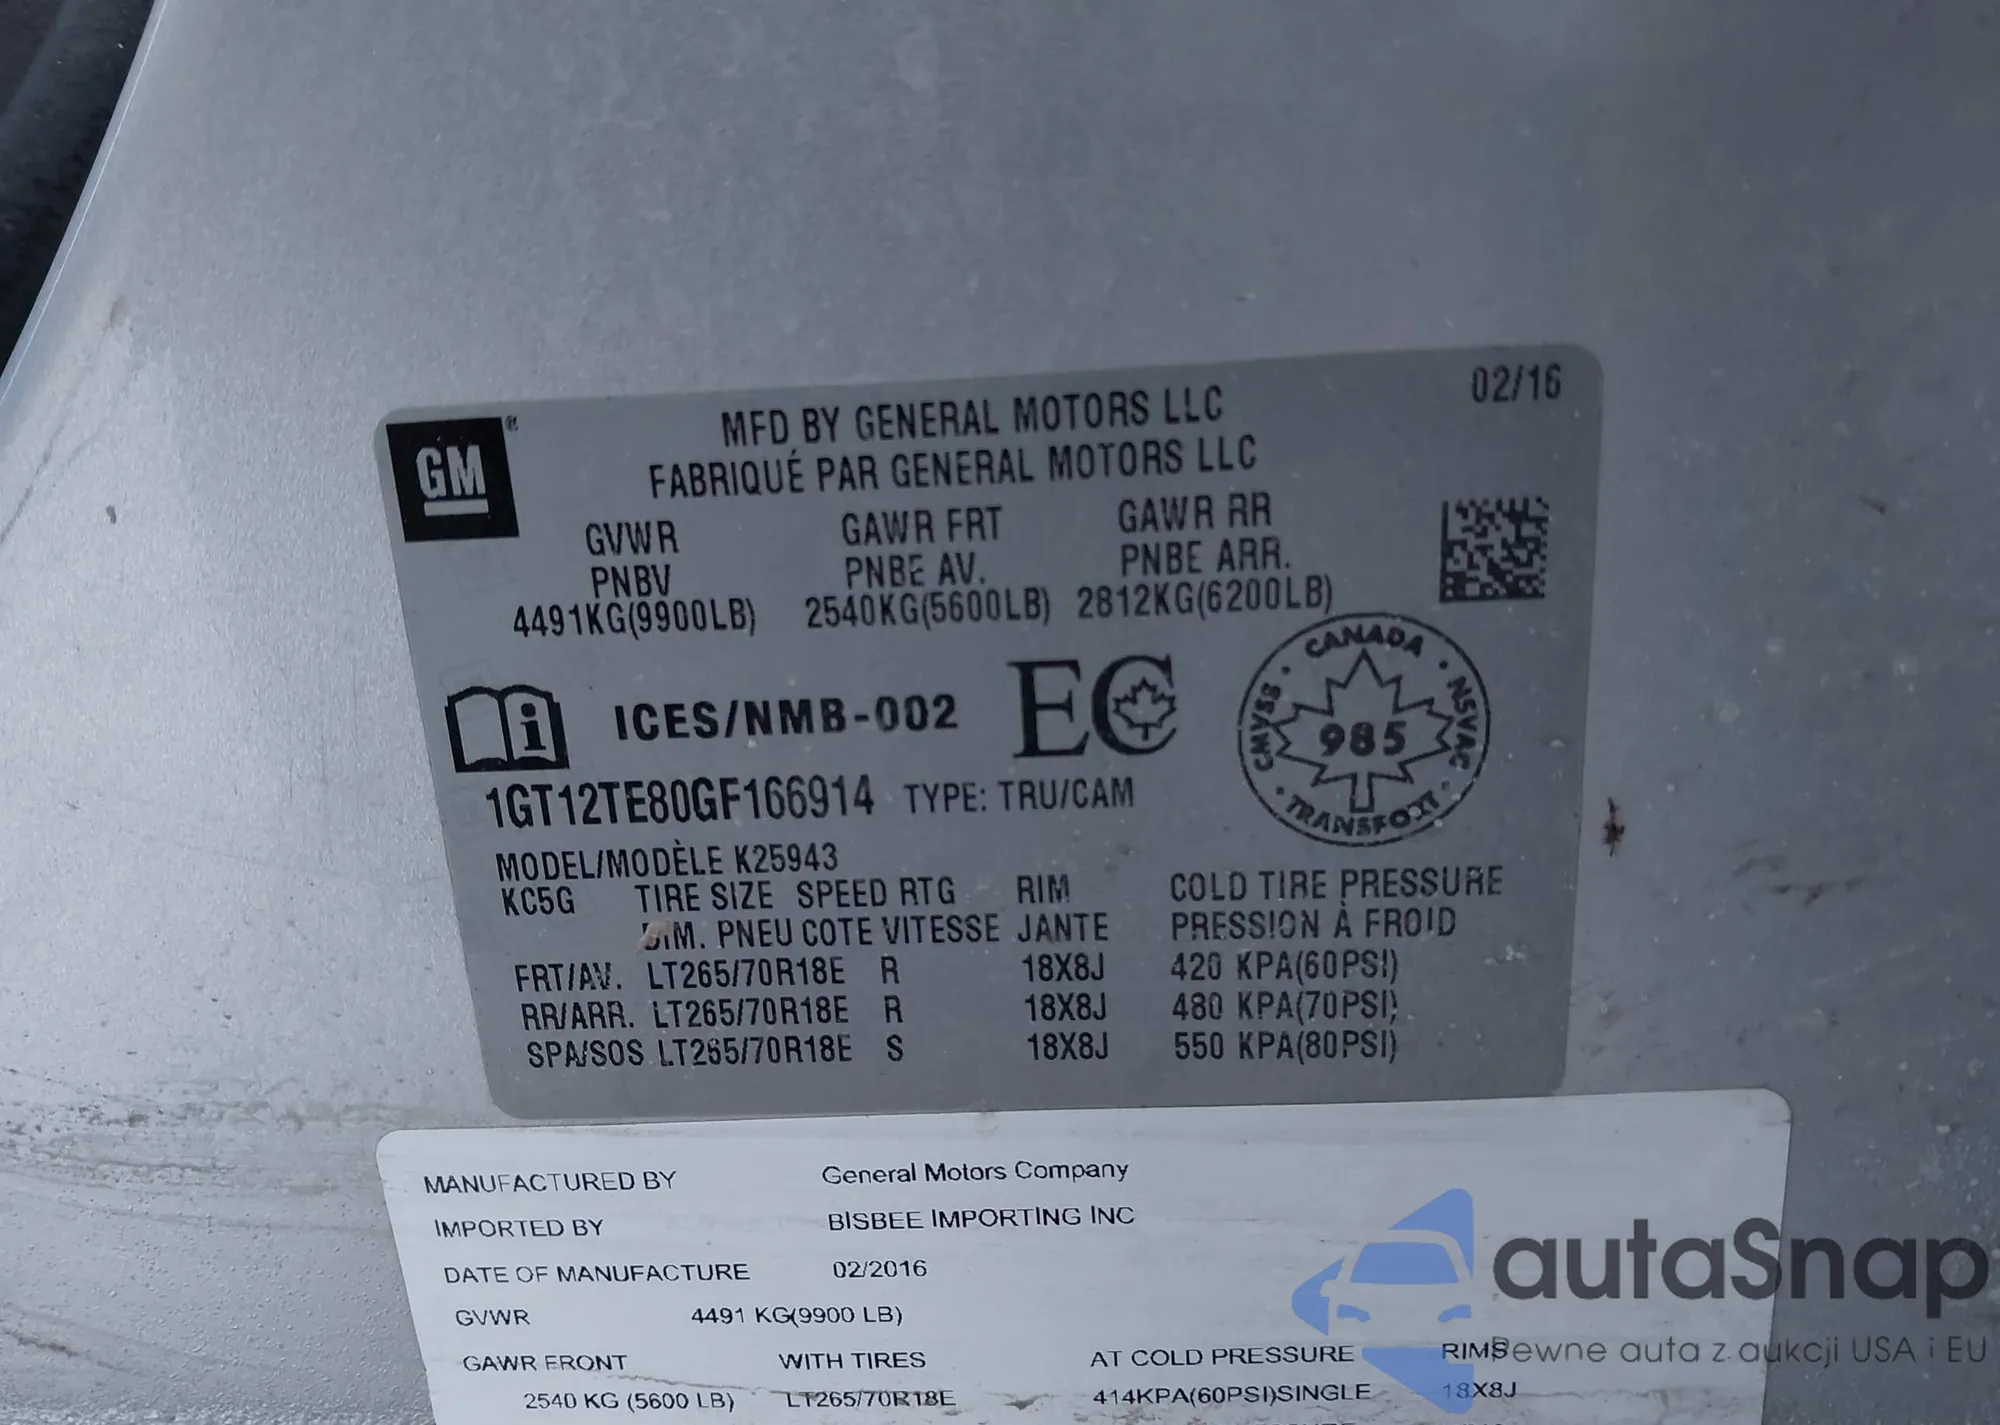 02/16
GM
MFD BY GENERAL MOTORS LLC
FABRIQUÉ PAR GENERAL MOTORS LLC
GVWR GAWR FRT GAWR RR
PNBV PNBE AV. PNBE ARR.
4491KG(9900LB) 2540KG(5600LB) 2812KG(6200LB)
ICES/NMB-002 EC
CANADA
CMVSS 985 NSVAC
TRANSPORT
1GT12TE80GF166914 TYPE: TRU/CAM
MODEL/MODÈLE K25943
KC5G TIRE SIZE SPEED RTG RIM COLD TIRE PRESSURE
DIM. PNEU COTE VITESSE JANTE PRESSION À FROID
FRT/AV. LT265/70R18E R 18X8J 420 KPA(60PSI)
RR/ARR. LT265/70R18E R 18X8J 480 KPA(70PSI)
SPA/SOS LT265/70R18E S 18X8J 550 KPA(80PSI)
MANUFACTURED BY General Motors Company
IMPORTED BY BISBEE IMPORTING INC
DATE OF MANUFACTURE 02/2016
GVWR 4491 KG(9900 LB)
GAWR FRONT WITH TIRES AT COLD PRESSURE RIMS
2540 KG (5600 LB) LT265/70R18E 414KPA(60PSI)SINGLE 18X8J
autaSnap
Pewne auta z aukcji USA i EU